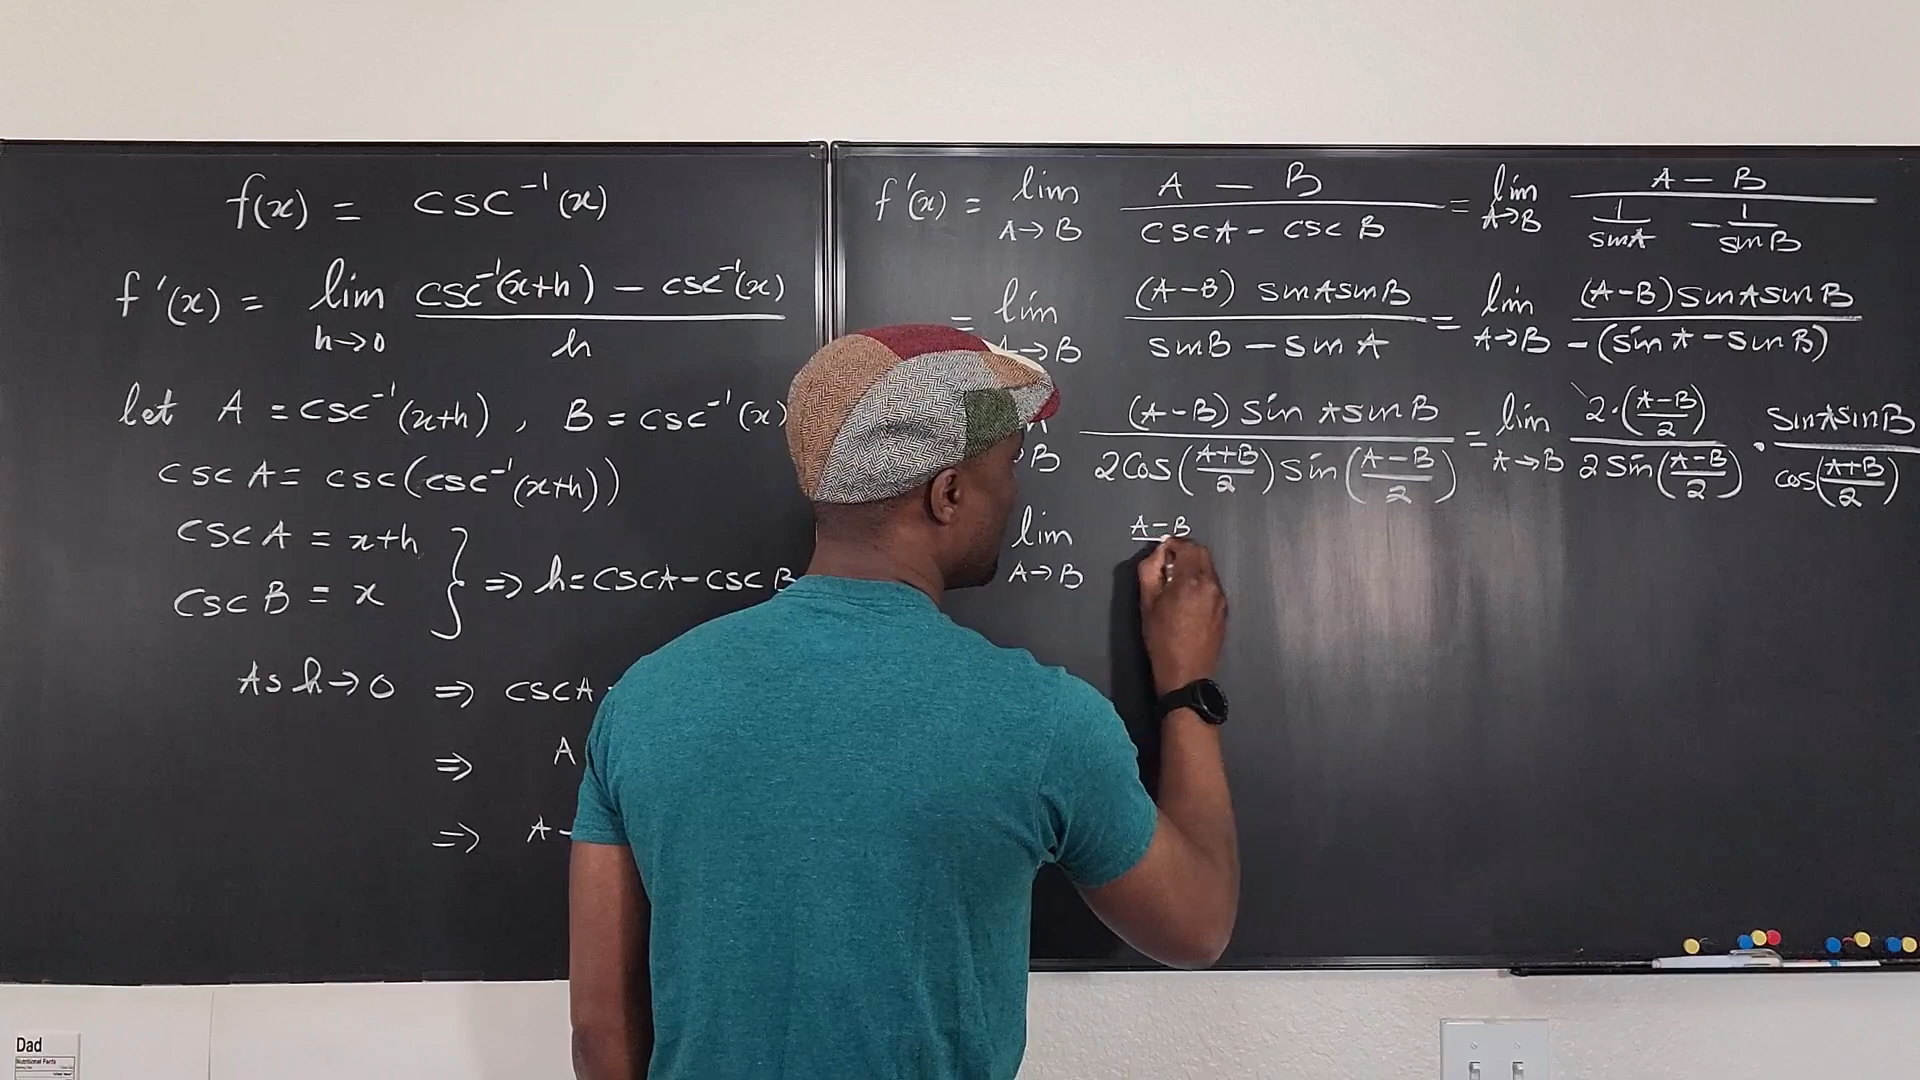 f(x) = csc⁻¹(x)
f'(x) = lim h→0 (csc⁻¹(x+h) − csc⁻¹(x)) / h
let A = csc⁻¹(x+h), B = csc⁻¹(x)
csc A = csc(csc⁻¹(x+h))
csc A = x+h
csc B = x
} ⇒ h = csc A − csc B
As h→0 ⇒ csc A
⇒ A
⇒ A −
f'(x) = lim A→B (A − B) / (csc A − csc B) = lim A→B (A − B) / (1/sin A − 1/sin B)
= lim A→B (A−B) sin A sin B / (sin B − sin A) = lim A→B (A−B) sin A sin B / −(sin A − sin B)
→B (A−B) sin A sin B / 2cos((A+B)/2) sin((A−B)/2) = lim A→B 2·((A−B)/2) / 2 sin((A−B)/2) · sin A sin B / cos((A+B)/2)
lim A→B A−B
Dad
Nutritional Facts